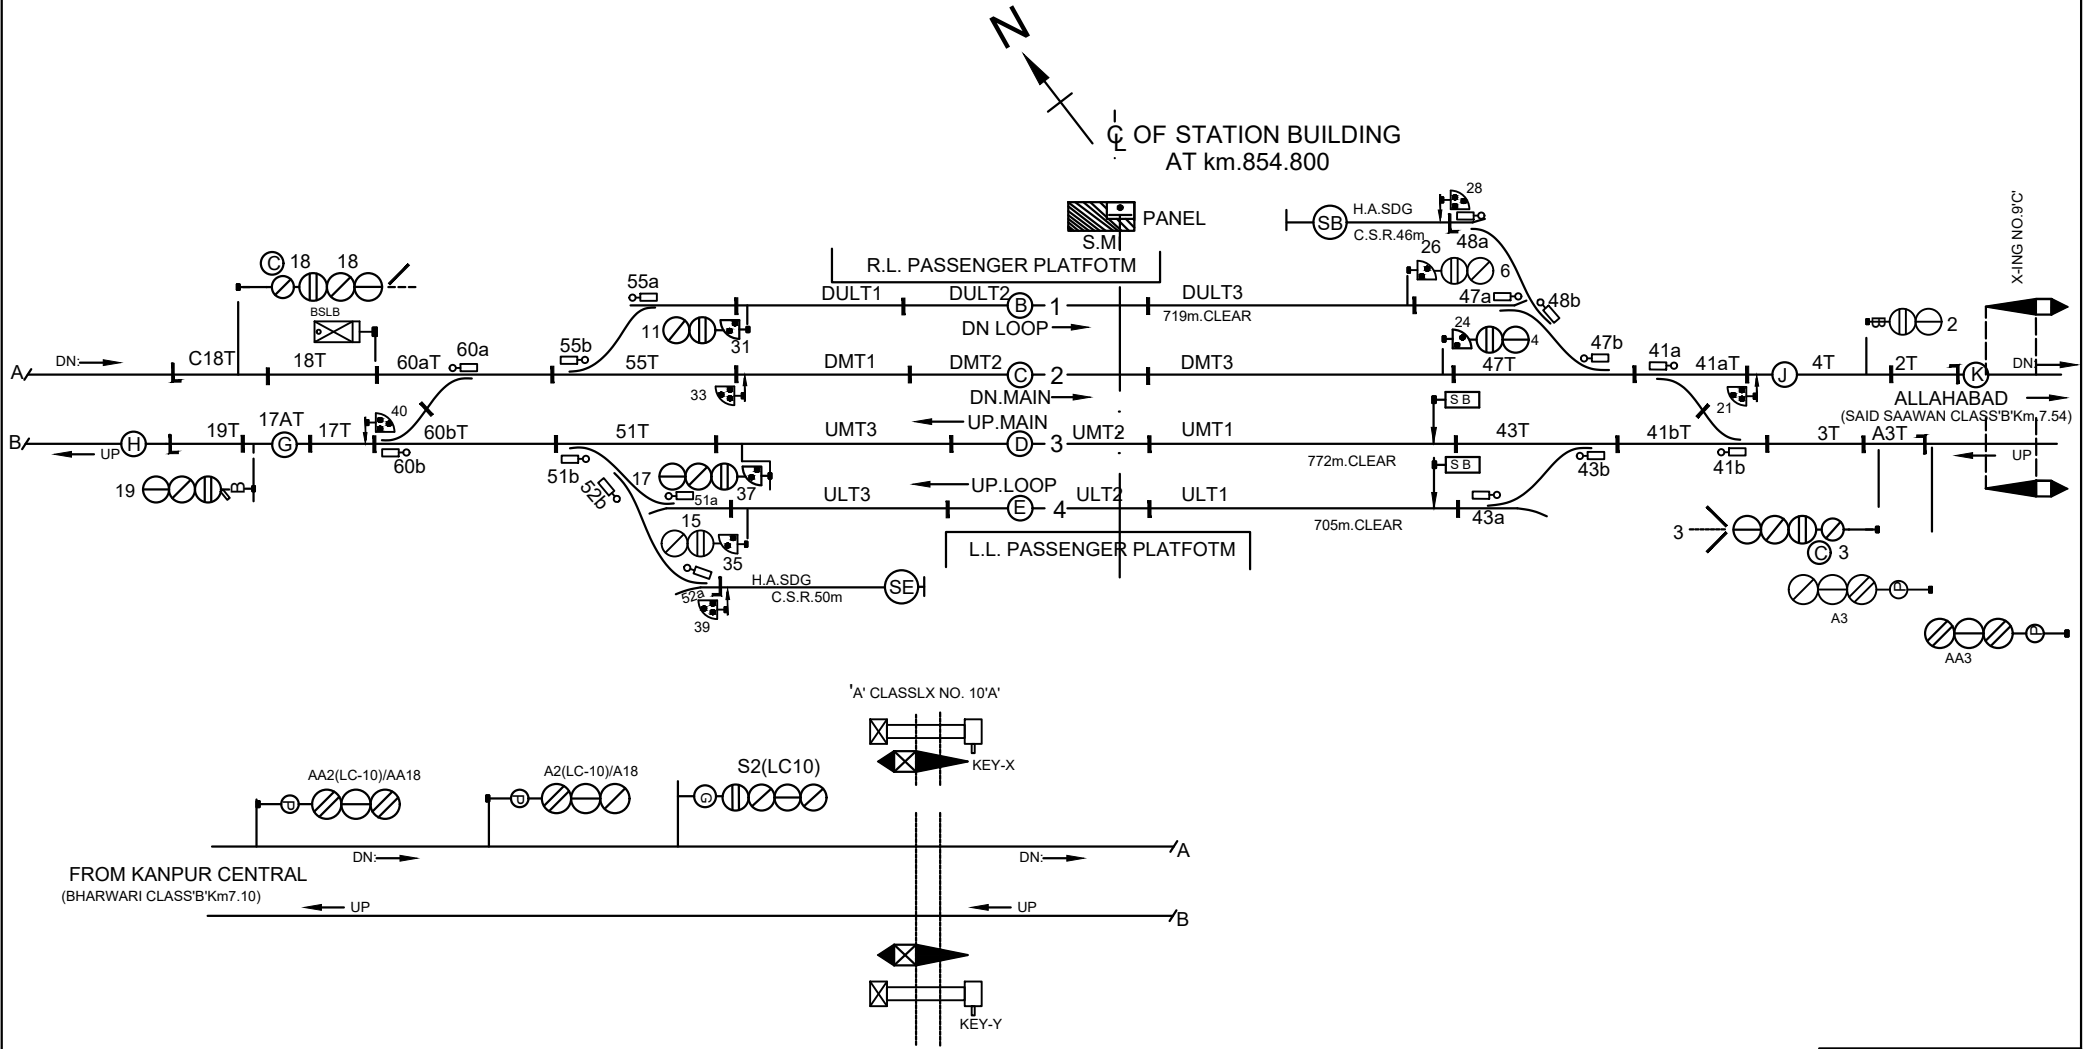 N
℄ OF STATION BUILDING
AT km.854.800
PANEL
S.M
R.L. PASSENGER PLATFOTM
SB
H.A.SDG
C.S.R.46m
28
48a
26
6
47a
48b
X-ING NO.9'C'
C 18 18
BSLB
55a
DULT1
DULT2
B
1
DULT3
719m.CLEAR
DN LOOP
11
31
24
4
47b
41a
B
2
A
DN:
C18T
18T
60aT
60a
55b
55T
DMT1
DMT2
C
2
DMT3
47T
41aT
J
4T
2T
K
DN:
33
DN.MAIN
UP.MAIN
S B
21
ALLAHABAD
(SAID SAAWAN CLASS'B'Km.7.54)
B
UP
H
19T
17AT
G
17T
40
60bT
60b
51T
UMT3
D
3
UMT2
UMT1
772m.CLEAR
43T
41bT
3T
A3T
UP
19
B
51b
52b
17
37
51a
S B
43b
41b
UP.LOOP
ULT3
E
4
ULT2
ULT1
705m.CLEAR
43a
15
35
L.L. PASSENGER PLATFOTM
3
C 3
52a
H.A.SDG
C.S.R.50m
SE
39
P
A3
P
AA3
'A' CLASSLX NO. 10'A'
KEY-X
AA2(LC-10)/AA18
P
A2(LC-10)/A18
P
S2(LC10)
G
DN:
DN:
A
FROM KANPUR CENTRAL
(BHARWARI CLASS'B'Km7.10)
UP
UP
B
KEY-Y